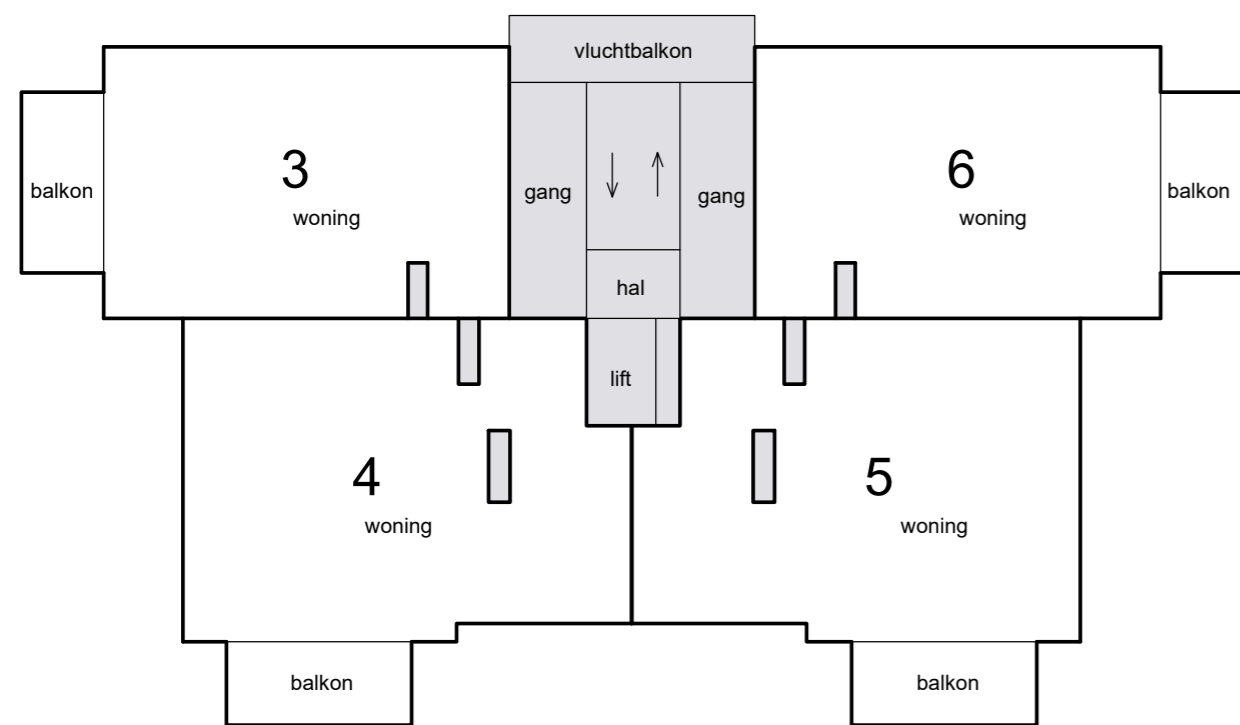 vluchtbalkon
3
woning
balkon
gang
gang
6
woning
balkon
hal
lift
4
woning
5
woning
balkon
balkon